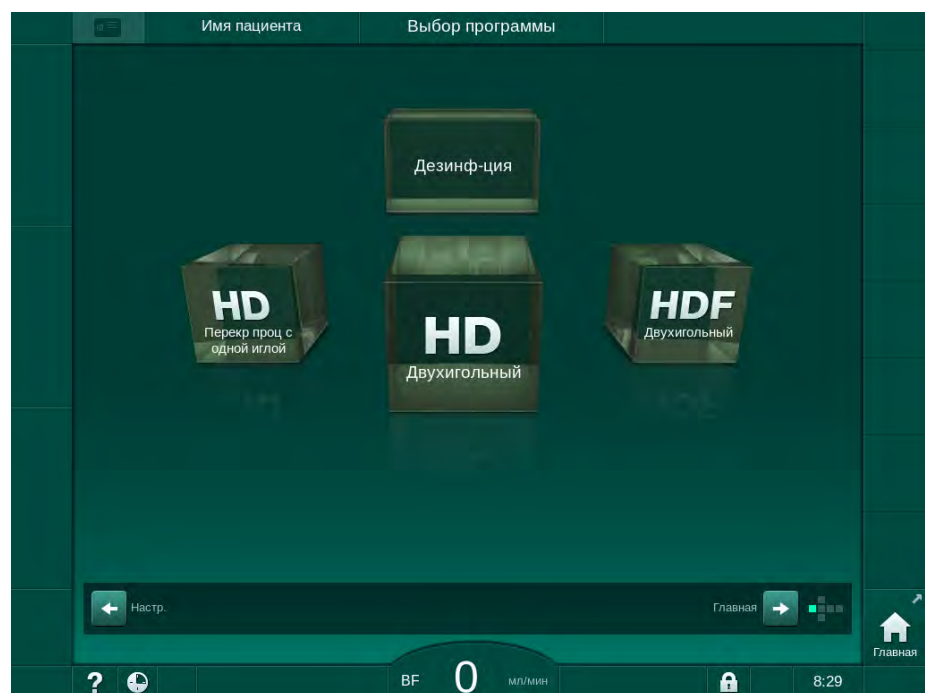 Имя пациента
Выбор программы
Дезинф-ция
HD
Перекр проц с
одной иглой
HD
Двухигольный
HDF
Двухигольный
Настр.
Главная
Главная
?
BF 0 мл/мин
8:29